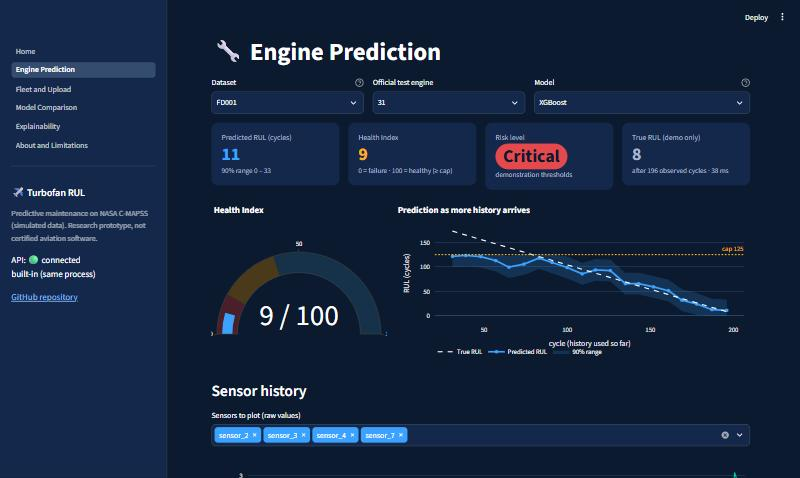 Deploy
Home
Engine Prediction
Fleet and Upload
Model Comparison
Explainability
About and Limitations
Turbofan RUL
Predictive maintenance on NASA C-MAPSS
(simulated data). Research prototype, not
certified aviation software.
API: connected
built-in (same process)
GitHub repository
Engine Prediction
Dataset
Official test engine
Model
FD001
31
XGBoost
Predicted RUL (cycles)
11
90% range 0 – 33
Health Index
9
0 = failure · 100 = healthy (≥ cap)
Risk level
Critical
demonstration thresholds
True RUL (demo only)
8
after 196 observed cycles · 38 ms
Health Index
50
9 / 100
Prediction as more history arrives
RUL (cycles)
150
100
50
0
cap 125
50
100
150
200
cycle (history used so far)
True RUL
Predicted RUL
90% range
Sensor history
Sensors to plot (raw values)
sensor_2 ×
sensor_3 ×
sensor_4 ×
sensor_7 ×
3